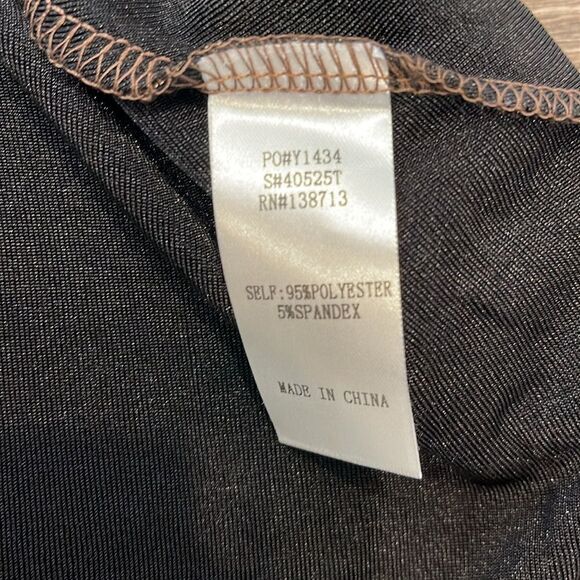 PO#Y1434
S#40525T
RN#138713
SELF:95%POLYESTER
5%SPANDEX
MADE IN CHINA